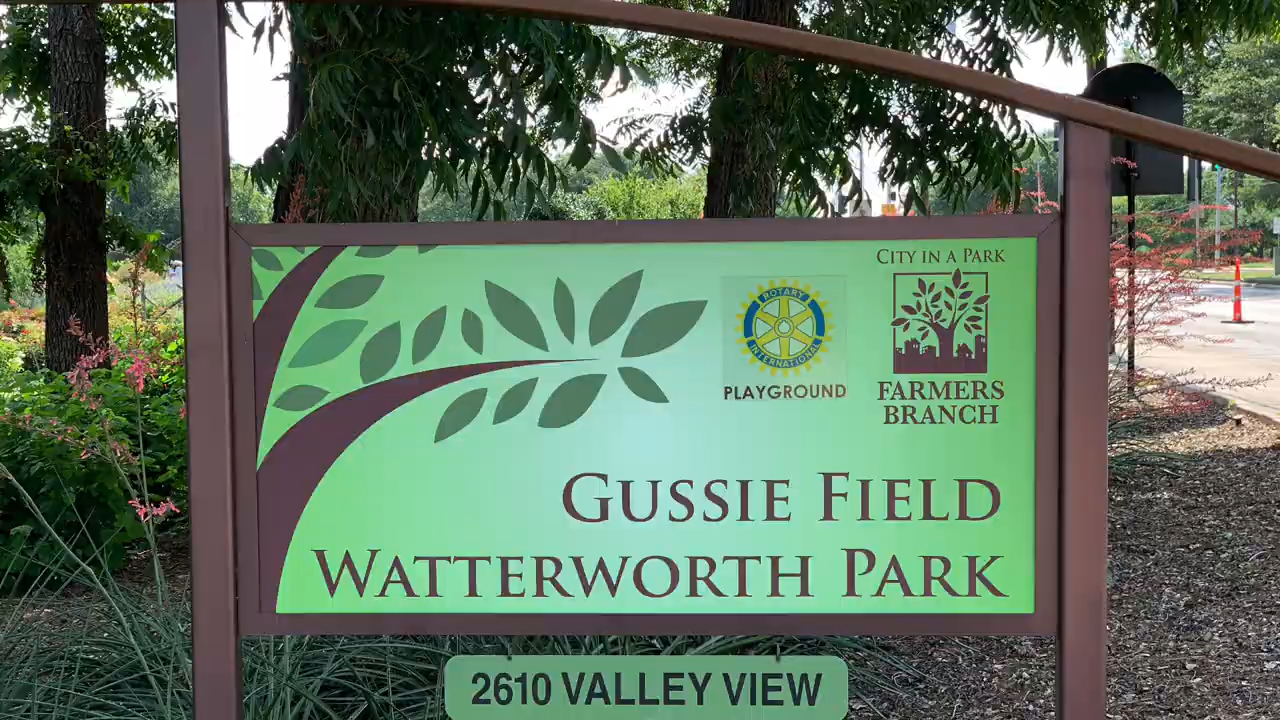 CITY IN A PARK
ROTARY
INTERNATIONAL
PLAYGROUND
FARMERS
BRANCH
GUSSIE FIELD
WATTERWORTH PARK
2610 VALLEY VIEW